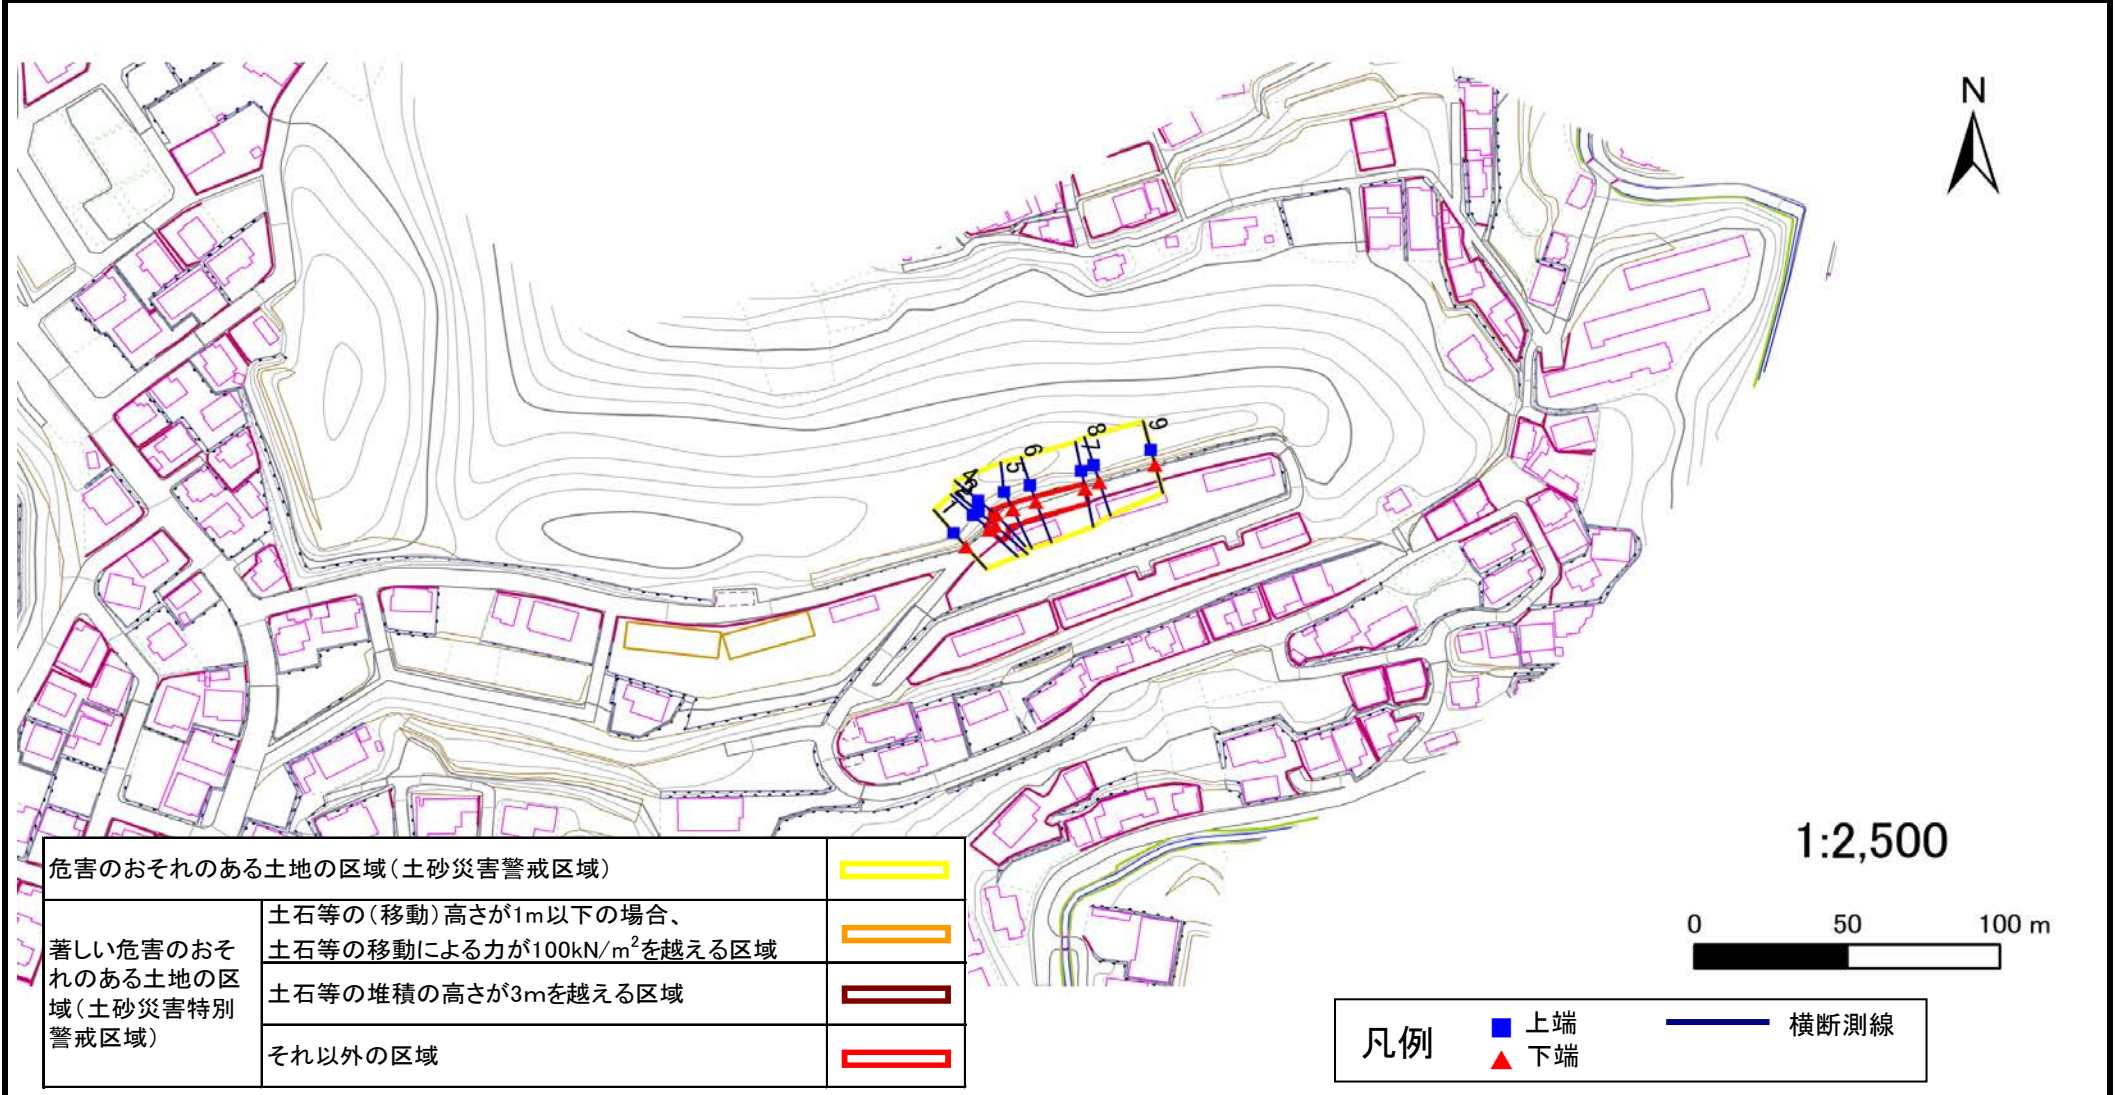 N
9
8
7
6
5
4
3
2
1
1:2,500
0 50 100 m
危害のおそれのある土地の区域(土砂災害警戒区域)
著しい危害のおそ
れのある土地の区
域(土砂災害特別
警戒区域)
土石等の(移動)高さが1m以下の場合、
土石等の移動による力が100kN/m²を越える区域
土石等の堆積の高さが3mを越える区域
それ以外の区域
凡例
上端
下端
横断測線